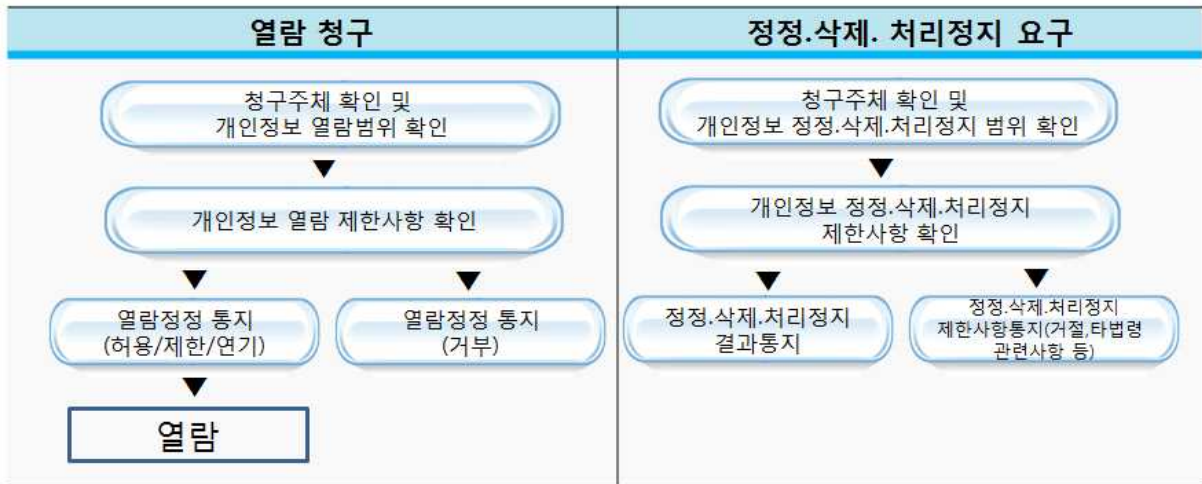 열람 청구
청구주체 확인 및
개인정보 열람범위 확인
개인정보 열람 제한사항 확인
열람정정 통지
(허용/제한/연기)
열람정정 통지
(거부)
열람
정정.삭제. 처리정지 요구
청구주체 확인 및
개인정보 정정.삭제.처리정지 범위 확인
개인정보 정정.삭제.처리정지
제한사항 확인
정정.삭제.처리정지
결과통지
정정.삭제.처리정지
제한사항통지(거절,타법령
관련사항 등)